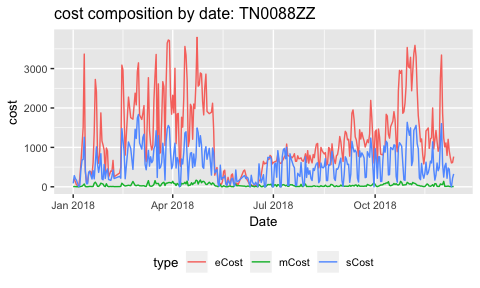 cost composition by date: TN0088ZZ
cost
3000
2000
1000
0
Jan 2018 Apr 2018 Jul 2018 Oct 2018
Date
type eCost mCost sCost